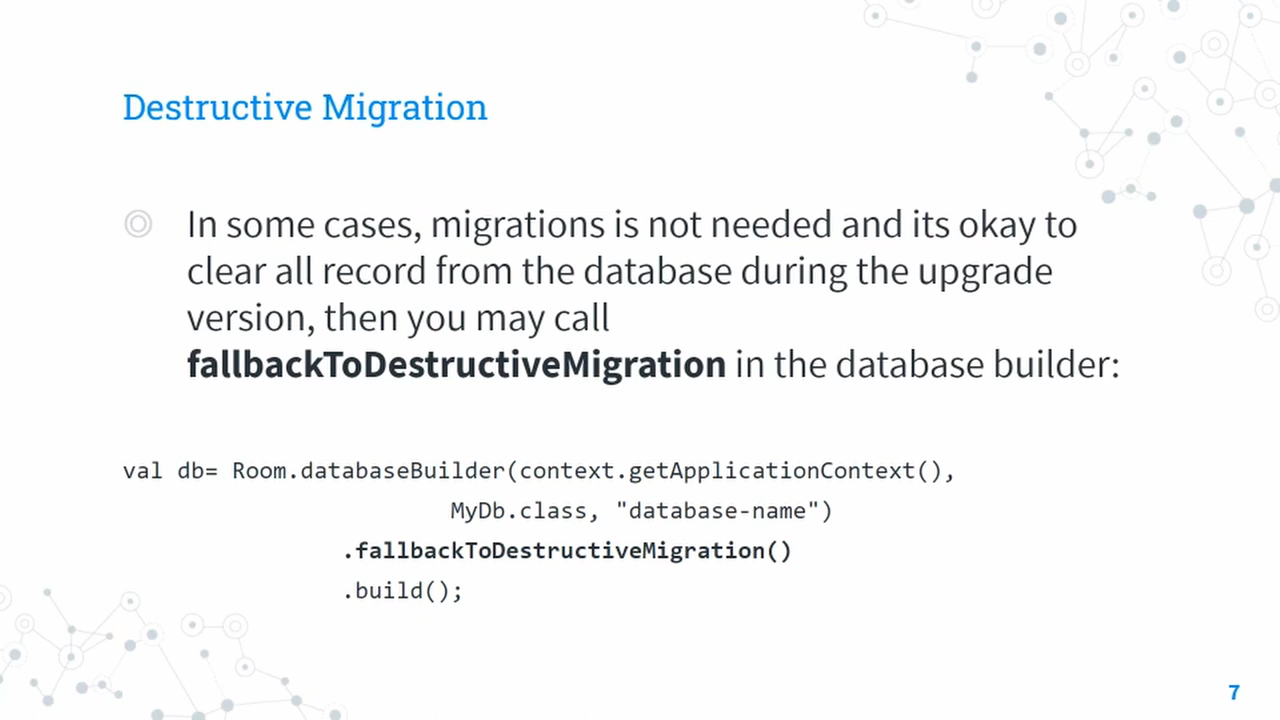 Destructive Migration
In some cases, migrations is not needed and its okay to
clear all record from the database during the upgrade
version, then you may call
fallbackToDestructiveMigration in the database builder:
val db= Room.databaseBuilder(context.getApplicationContext(),
MyDb.class, "database-name")
.fallbackToDestructiveMigration()
.build();
7